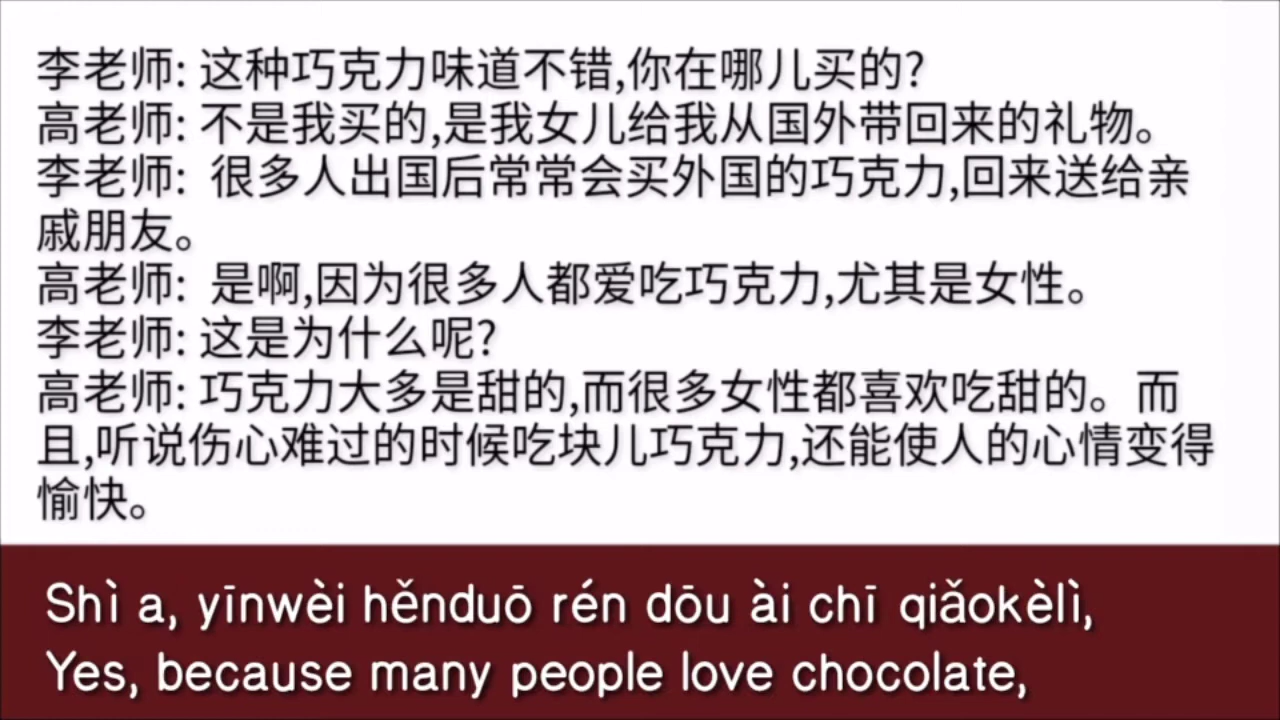 李老师: 这种巧克力味道不错,你在哪儿买的?
高老师: 不是我买的,是我女儿给我从国外带回来的礼物。
李老师: 很多人出国后常常会买外国的巧克力,回来送给亲
戚朋友。
高老师: 是啊,因为很多人都爱吃巧克力,尤其是女性。
李老师: 这是为什么呢?
高老师: 巧克力大多是甜的,而很多女性都喜欢吃甜的。而
且,听说伤心难过的时候吃块儿巧克力,还能使人的心情变得
愉快。
Shì a, yīnwèi hěnduō rén dōu ài chī qiǎokèlì,
Yes, because many people love chocolate,